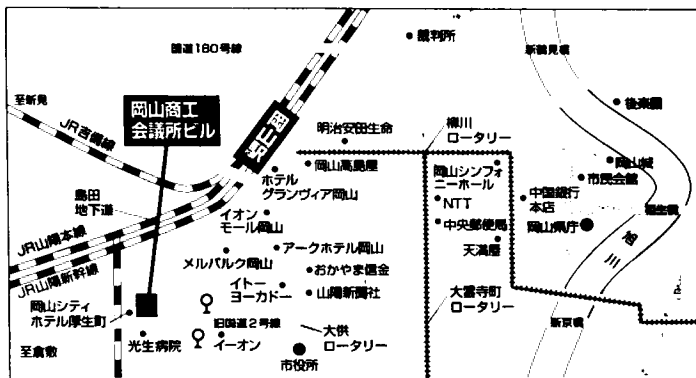 国道180号線
裁判所
新鶴見橋
至新見
JR吉備線
岡山商工
会議所ビル
岡山駅
後楽園
明治安田生命
柳川
ロータリー
岡山高島屋
ホテル
グランヴィア岡山
岡山シンフォ
ニーホール
岡山城
市民会館
中国銀行
本店
島田
地下道
イオン
モール岡山
NTT
中央郵便局
岡山県庁
相生橋
旭川
JR山陽本線
JR山陽新幹線
メルパルク岡山
アークホテル岡山
天満屋
おかやま信金
イトー
ヨーカドー
山陽新聞社
大雲寺町
ロータリー
岡山シティ
ホテル厚生町
旧国道2号線
大供
ロータリー
新京橋
至倉敷
光生病院
イーオン
市役所